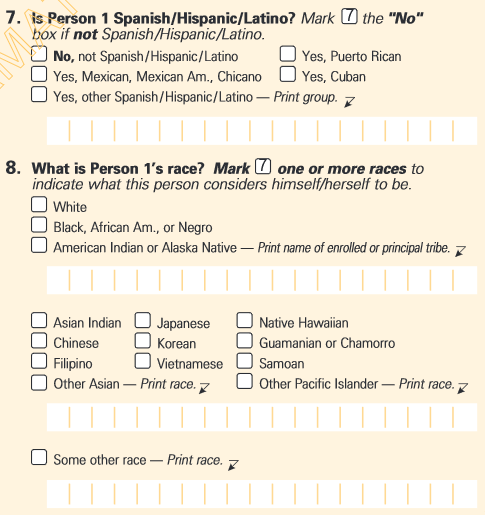 7. Is Person 1 Spanish/Hispanic/Latino? Mark the "No"
box if not Spanish/Hispanic/Latino.
No, not Spanish/Hispanic/Latino Yes, Puerto Rican
Yes, Mexican, Mexican Am., Chicano Yes, Cuban
Yes, other Spanish/Hispanic/Latino — Print group.
8. What is Person 1's race? Mark one or more races to
indicate what this person considers himself/herself to be.
White
Black, African Am., or Negro
American Indian or Alaska Native — Print name of enrolled or principal tribe.
Asian Indian Japanese Native Hawaiian
Chinese Korean Guamanian or Chamorro
Filipino Vietnamese Samoan
Other Asian — Print race. Other Pacific Islander — Print race.
Some other race — Print race.